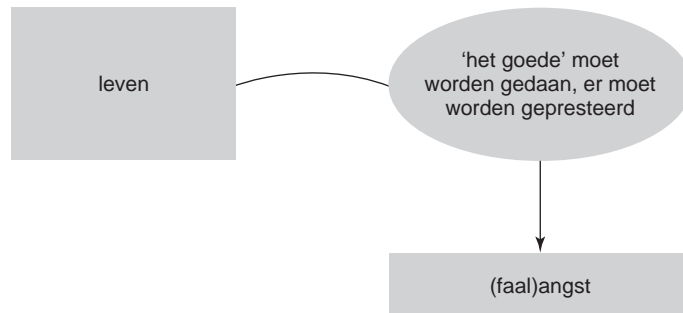 leven
‘het goede’ moet
worden gedaan, er moet
worden gepresteerd
(faal)angst